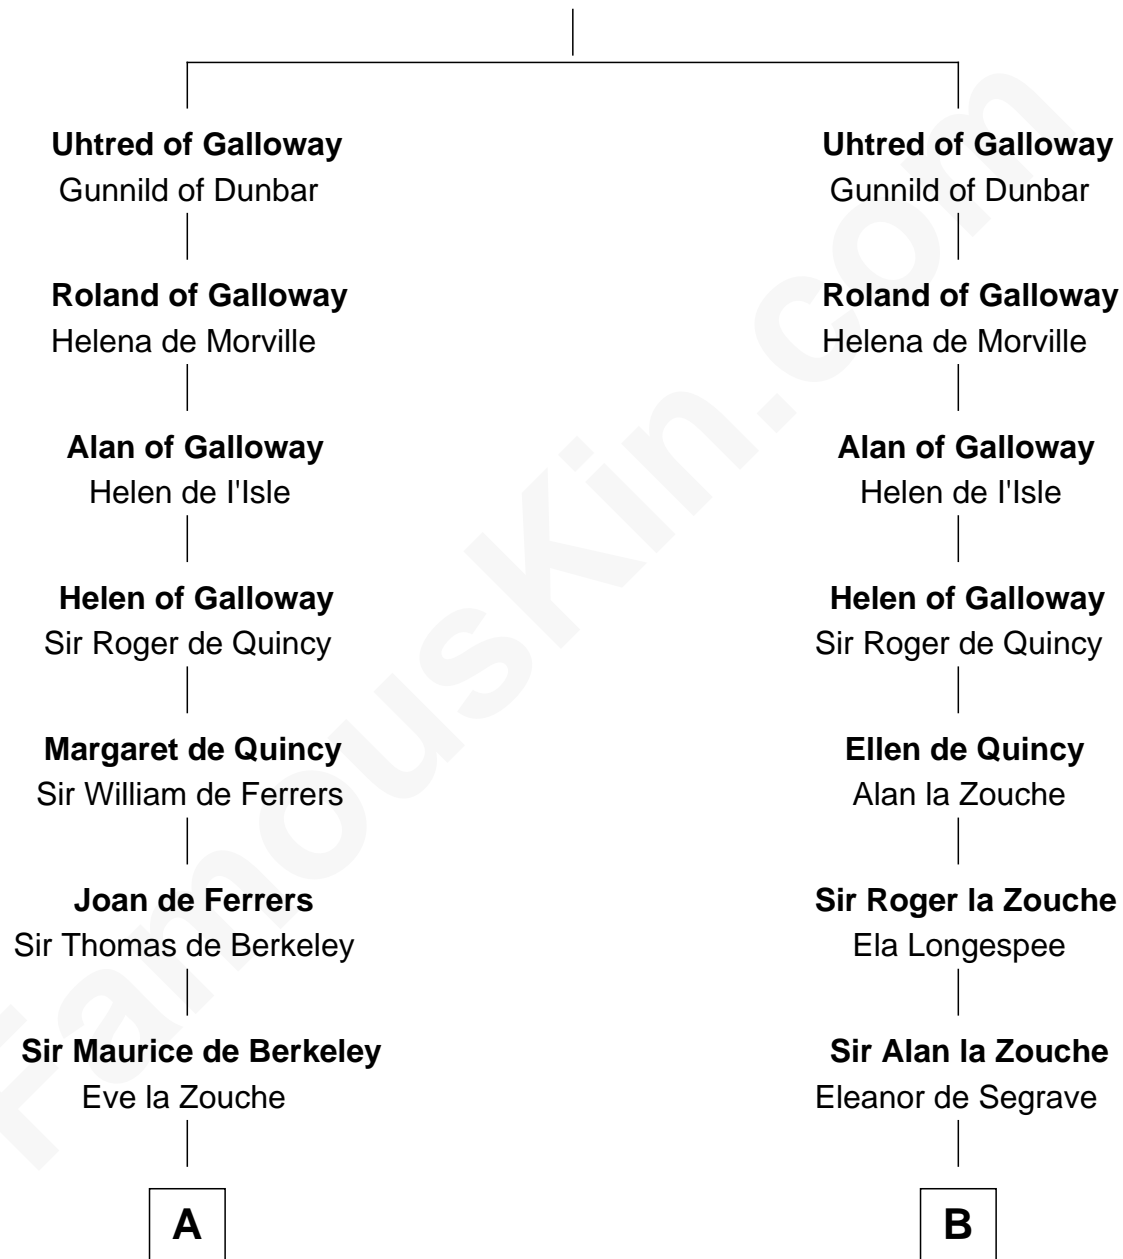 Uhtred of Galloway
Gunnild of Dunbar
Roland of Galloway
Helena de Morville
Alan of Galloway
Helen de I'Isle
Helen of Galloway
Sir Roger de Quincy
Margaret de Quincy
Sir William de Ferrers
Joan de Ferrers
Sir Thomas de Berkeley
Sir Maurice de Berkeley
Eve la Zouche
A
Uhtred of Galloway
Gunnild of Dunbar
Roland of Galloway
Helena de Morville
Alan of Galloway
Helen de I'Isle
Helen of Galloway
Sir Roger de Quincy
Ellen de Quincy
Alan la Zouche
Sir Roger la Zouche
Ela Longespee
Sir Alan la Zouche
Eleanor de Segrave
B
FamousKin.com